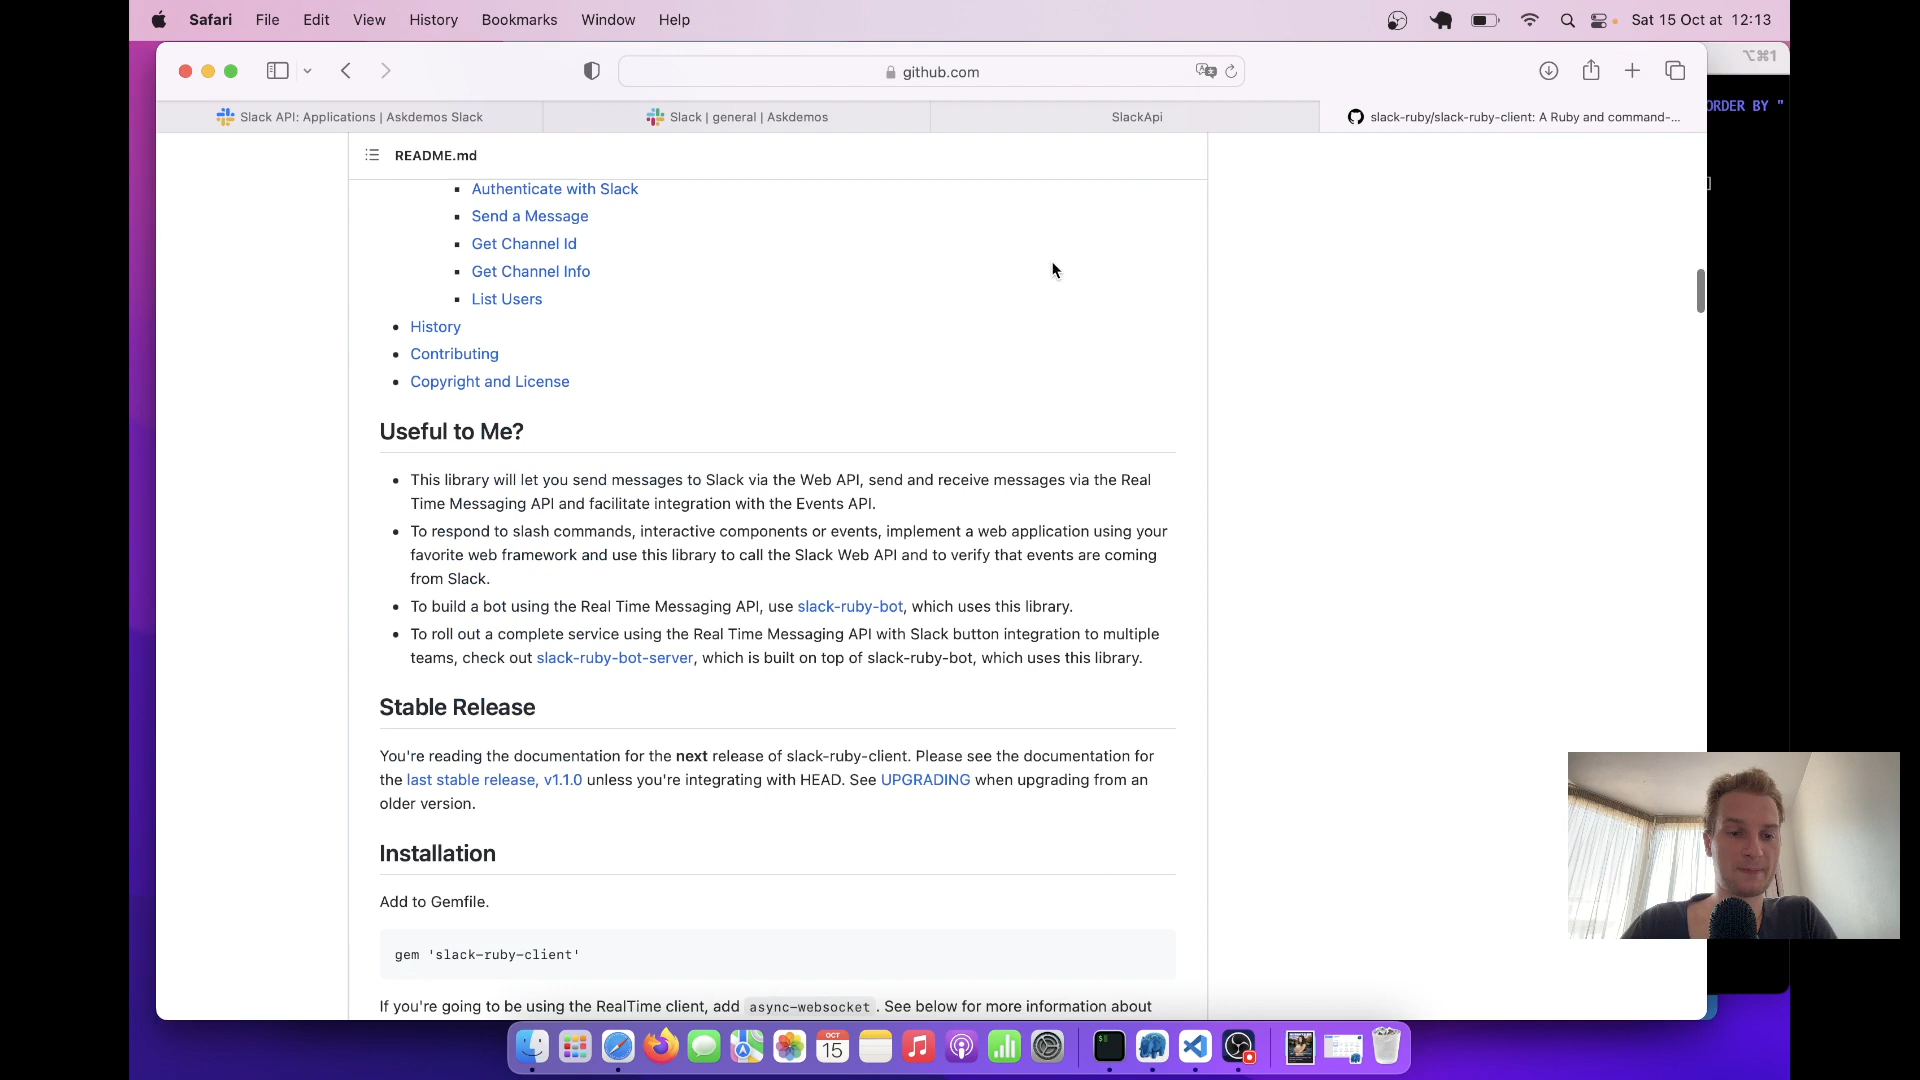 Safari File Edit View History Bookmarks Window Help Sat 15 Oct at 12:13
github.com
⌥⌘1
Slack API: Applications | Askdemos Slack
Slack | general | Askdemos
SlackApi
slack-ruby/slack-ruby-client: A Ruby and command-...
ORDER BY "
]
README.md
Authenticate with Slack
Send a Message
Get Channel Id
Get Channel Info
List Users
History
Contributing
Copyright and License
Useful to Me?
This library will let you send messages to Slack via the Web API, send and receive messages via the Real
Time Messaging API and facilitate integration with the Events API.
To respond to slash commands, interactive components or events, implement a web application using your
favorite web framework and use this library to call the Slack Web API and to verify that events are coming
from Slack.
To build a bot using the Real Time Messaging API, use slack-ruby-bot, which uses this library.
To roll out a complete service using the Real Time Messaging API with Slack button integration to multiple
teams, check out slack-ruby-bot-server, which is built on top of slack-ruby-bot, which uses this library.
Stable Release
You're reading the documentation for the next release of slack-ruby-client. Please see the documentation for
the last stable release, v1.1.0 unless you're integrating with HEAD. See UPGRADING when upgrading from an
older version.
Installation
Add to Gemfile.
gem 'slack-ruby-client'
If you're going to be using the RealTime client, add async-websocket . See below for more information about
OCT
15